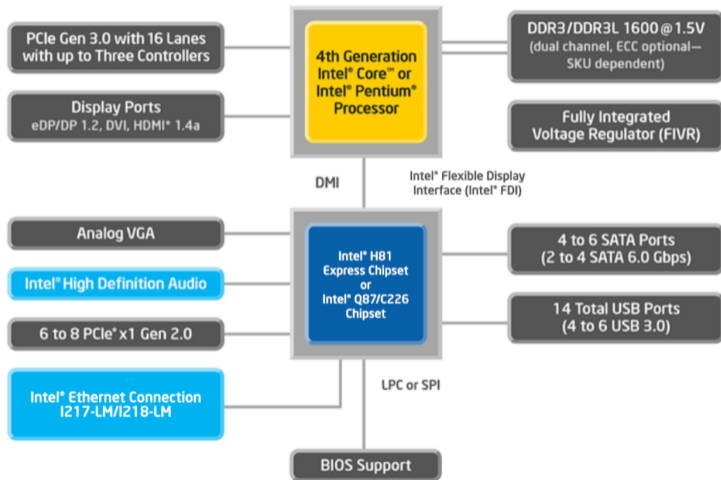 PCIe Gen 3.0 with 16 Lanes
with up to Three Controllers
Display Ports
eDP/DP 1.2, DVI, HDMI* 1.4a
4th Generation
Intel® Core™ or
Intel® Pentium®
Processor
DDR3/DDR3L 1600 @ 1.5V
(dual channel, ECC optional—
SKU dependent)
Fully Integrated
Voltage Regulator (FIVR)
DMI
Intel® Flexible Display
Interface (Intel® FDI)
Analog VGA
Intel® High Definition Audio
6 to 8 PCIe* x1 Gen 2.0
Intel® Ethernet Connection
I217-LM/I218-LM
Intel® H81
Express Chipset
or
Intel® Q87/C226
Chipset
4 to 6 SATA Ports
(2 to 4 SATA 6.0 Gbps)
14 Total USB Ports
(4 to 6 USB 3.0)
LPC or SPI
BIOS Support